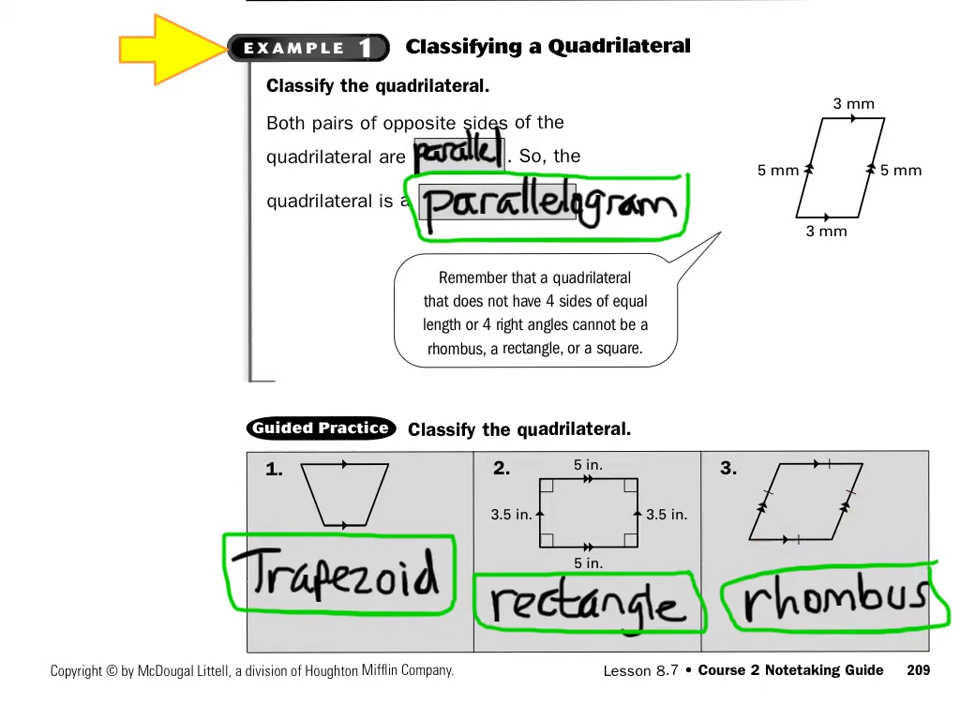 EXAMPLE 1 Classifying a Quadrilateral
Classify the quadrilateral.
Both pairs of opposite sides of the
quadrilateral are parallel. So, the
quadrilateral is a parallelogram
3 mm
5 mm 5 mm
3 mm
Remember that a quadrilateral
that does not have 4 sides of equal
length or 4 right angles cannot be a
rhombus, a rectangle, or a square.
Guided Practice Classify the quadrilateral.
1.
Trapezoid
2.
5 in.
3.5 in. 3.5 in.
5 in.
rectangle
3.
rhombus
Copyright © by McDougal Littell, a division of Houghton Mifflin Company.
Lesson 8.7 • Course 2 Notetaking Guide 209